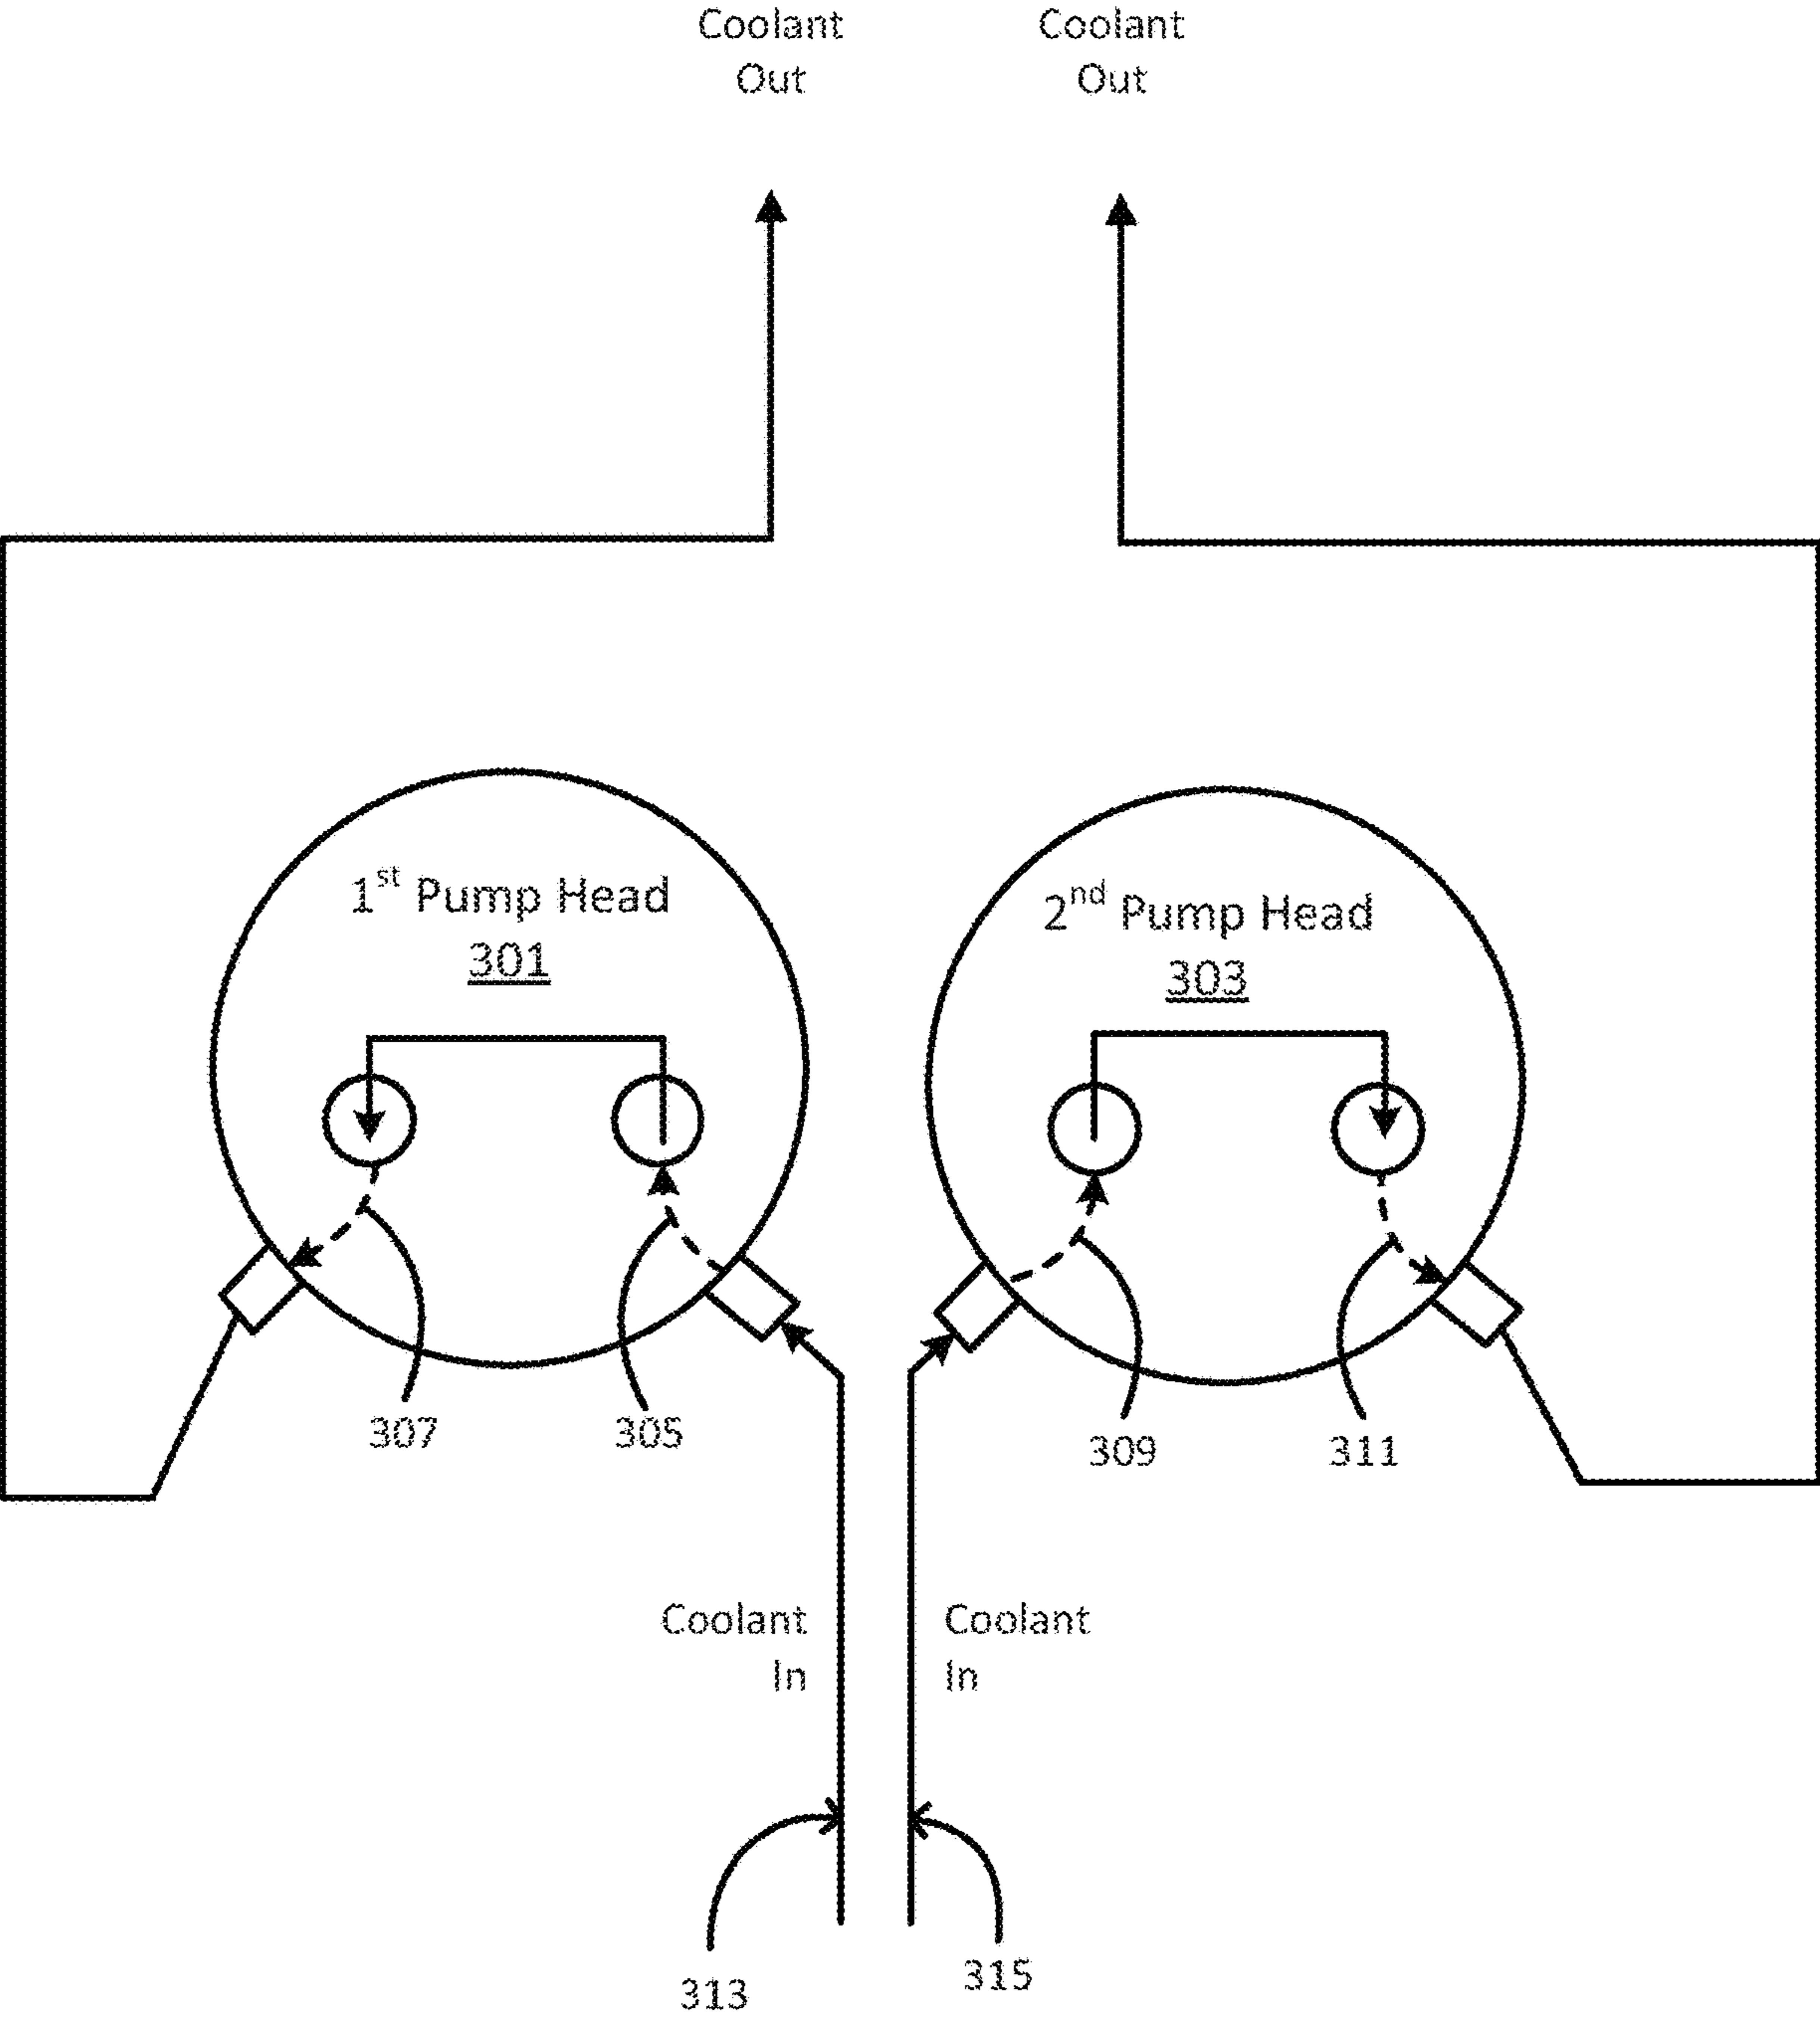 Coolant
Out
Coolant
Out
1st Pump Head
301
2nd Pump Head
303
307
305
309
311
Coolant
In
Coolant
In
313
315